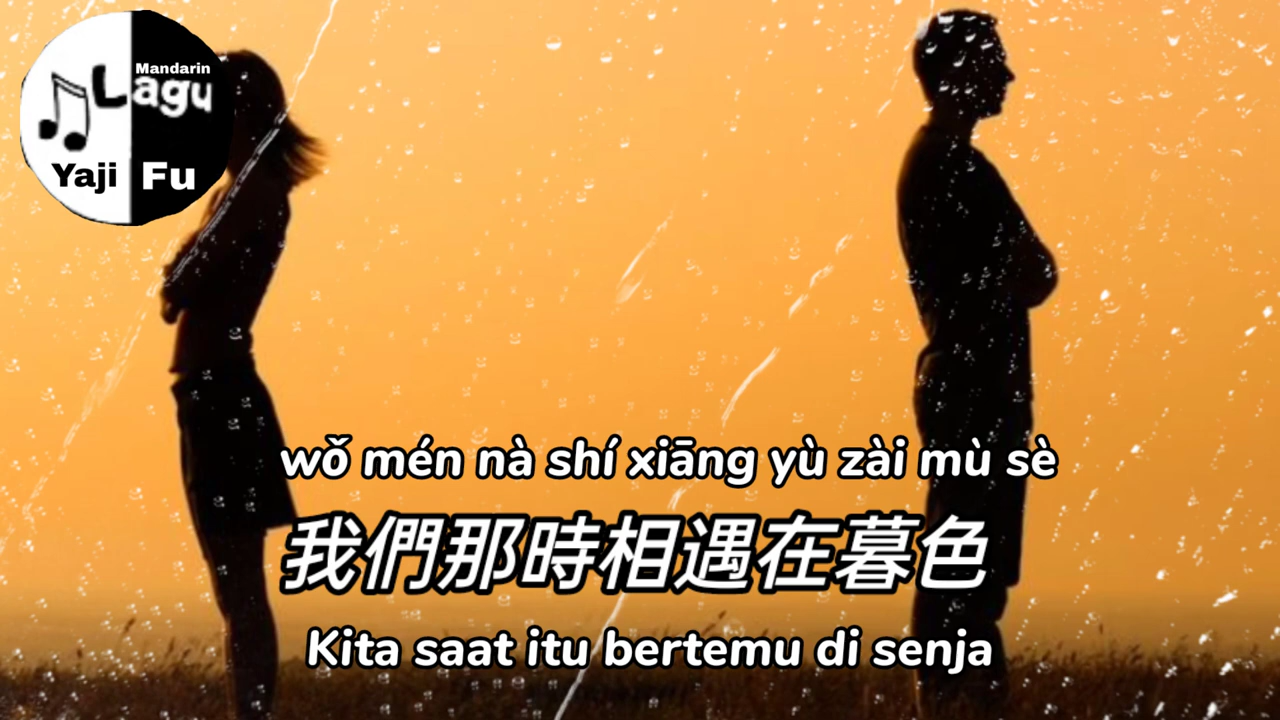 Mandarin
Lagu
Yaji Fu
wǒ mén nà shí xiāng yù zài mù sè
我們那時相遇在暮色
Kita saat itu bertemu di senja